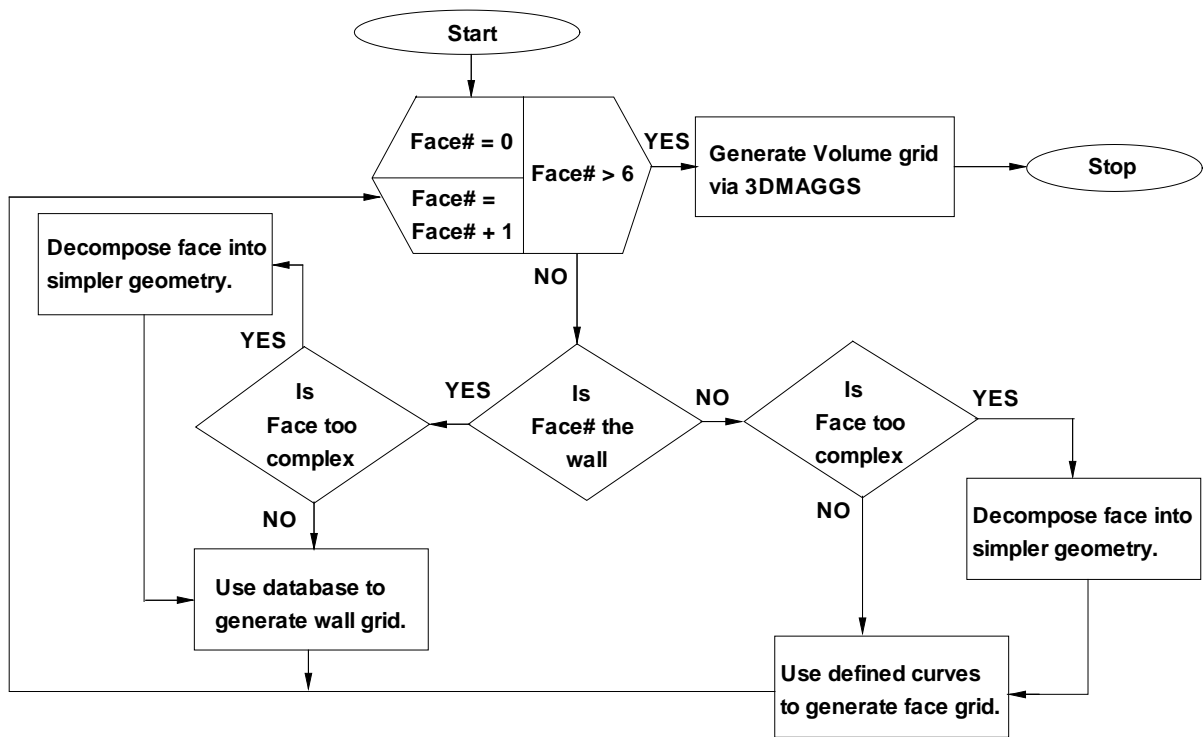 Start
Face# = 0
Face# =
Face# + 1
Face# > 6
YES
Generate Volume grid
via 3DMAGGS
Stop
NO
Decompose face into
simpler geometry.
YES
Is
Face too
complex
YES
Is
Face# the
wall
NO
Is
Face too
complex
YES
NO
Use database to
generate wall grid.
NO
Decompose face into
simpler geometry.
Use defined curves
to generate face grid.